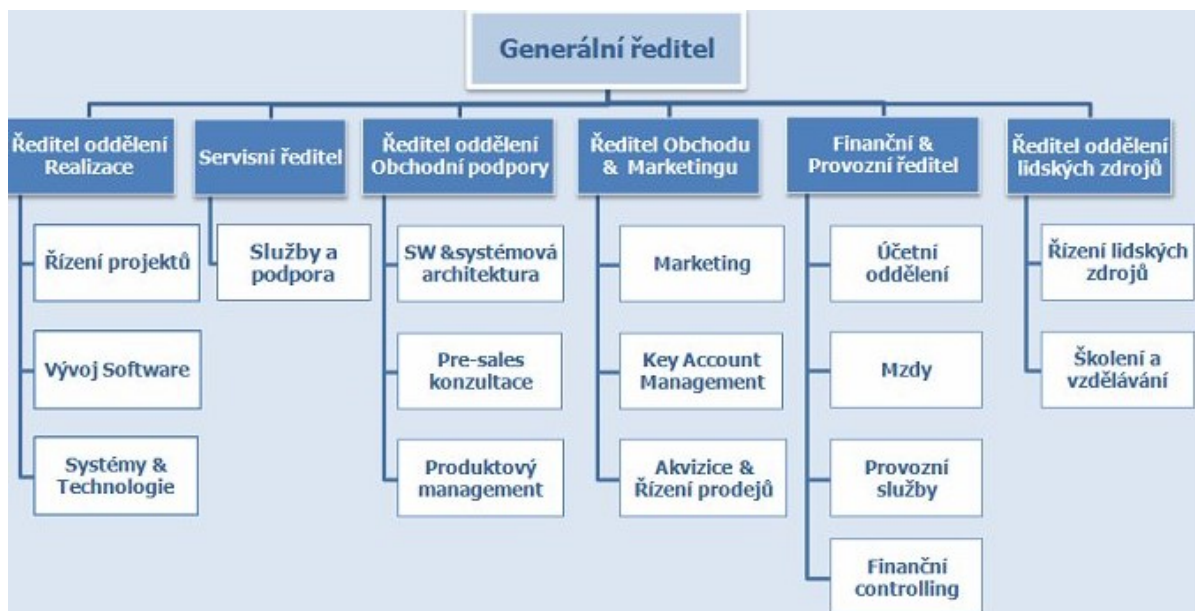 Generální ředitel
Ředitel oddělení
Realizace
Servisní ředitel
Ředitel oddělení
Obchodní podpory
Ředitel Obchodu
& Marketingu
Finanční &
Provozní ředitel
Ředitel oddělení
lidských zdrojů
Řízení projektů
Vývoj Software
Systémy &
Technologie
Služby a
podpora
SW &systémová
architektura
Pre-sales
konzultace
Produktový
management
Marketing
Key Account
Management
Akvizice &
Řízení prodejů
Účetní
oddělení
Mzdy
Provozní
služby
Finanční
controlling
Řízení lidských
zdrojů
Školení a
vzdělávání